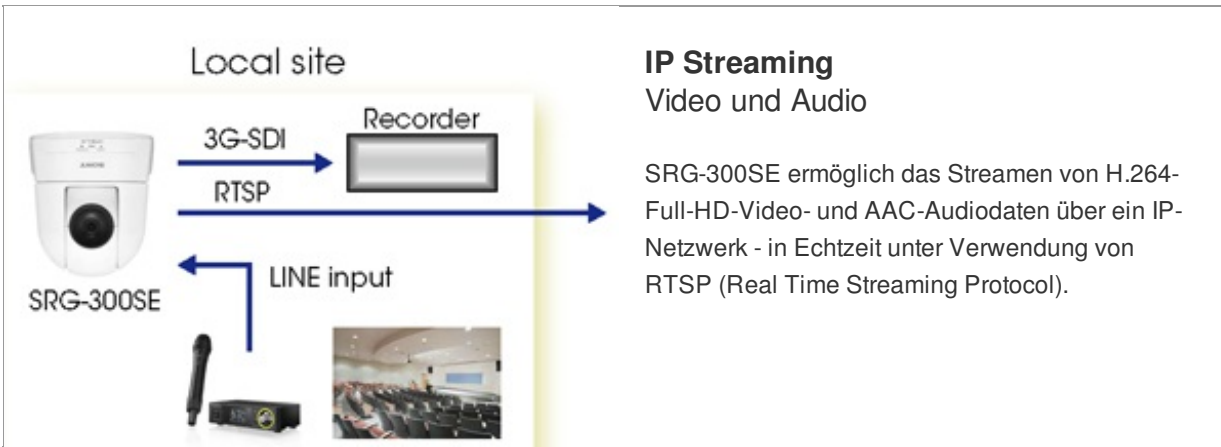 Local site
3G-SDI
Recorder
RTSP
LINE input
SRG-300SE
IP Streaming
Video und Audio
SRG-300SE ermöglich das Streamen von H.264-
Full-HD-Video- und AAC-Audiodaten über ein IP-
Netzwerk - in Echtzeit unter Verwendung von
RTSP (Real Time Streaming Protocol).